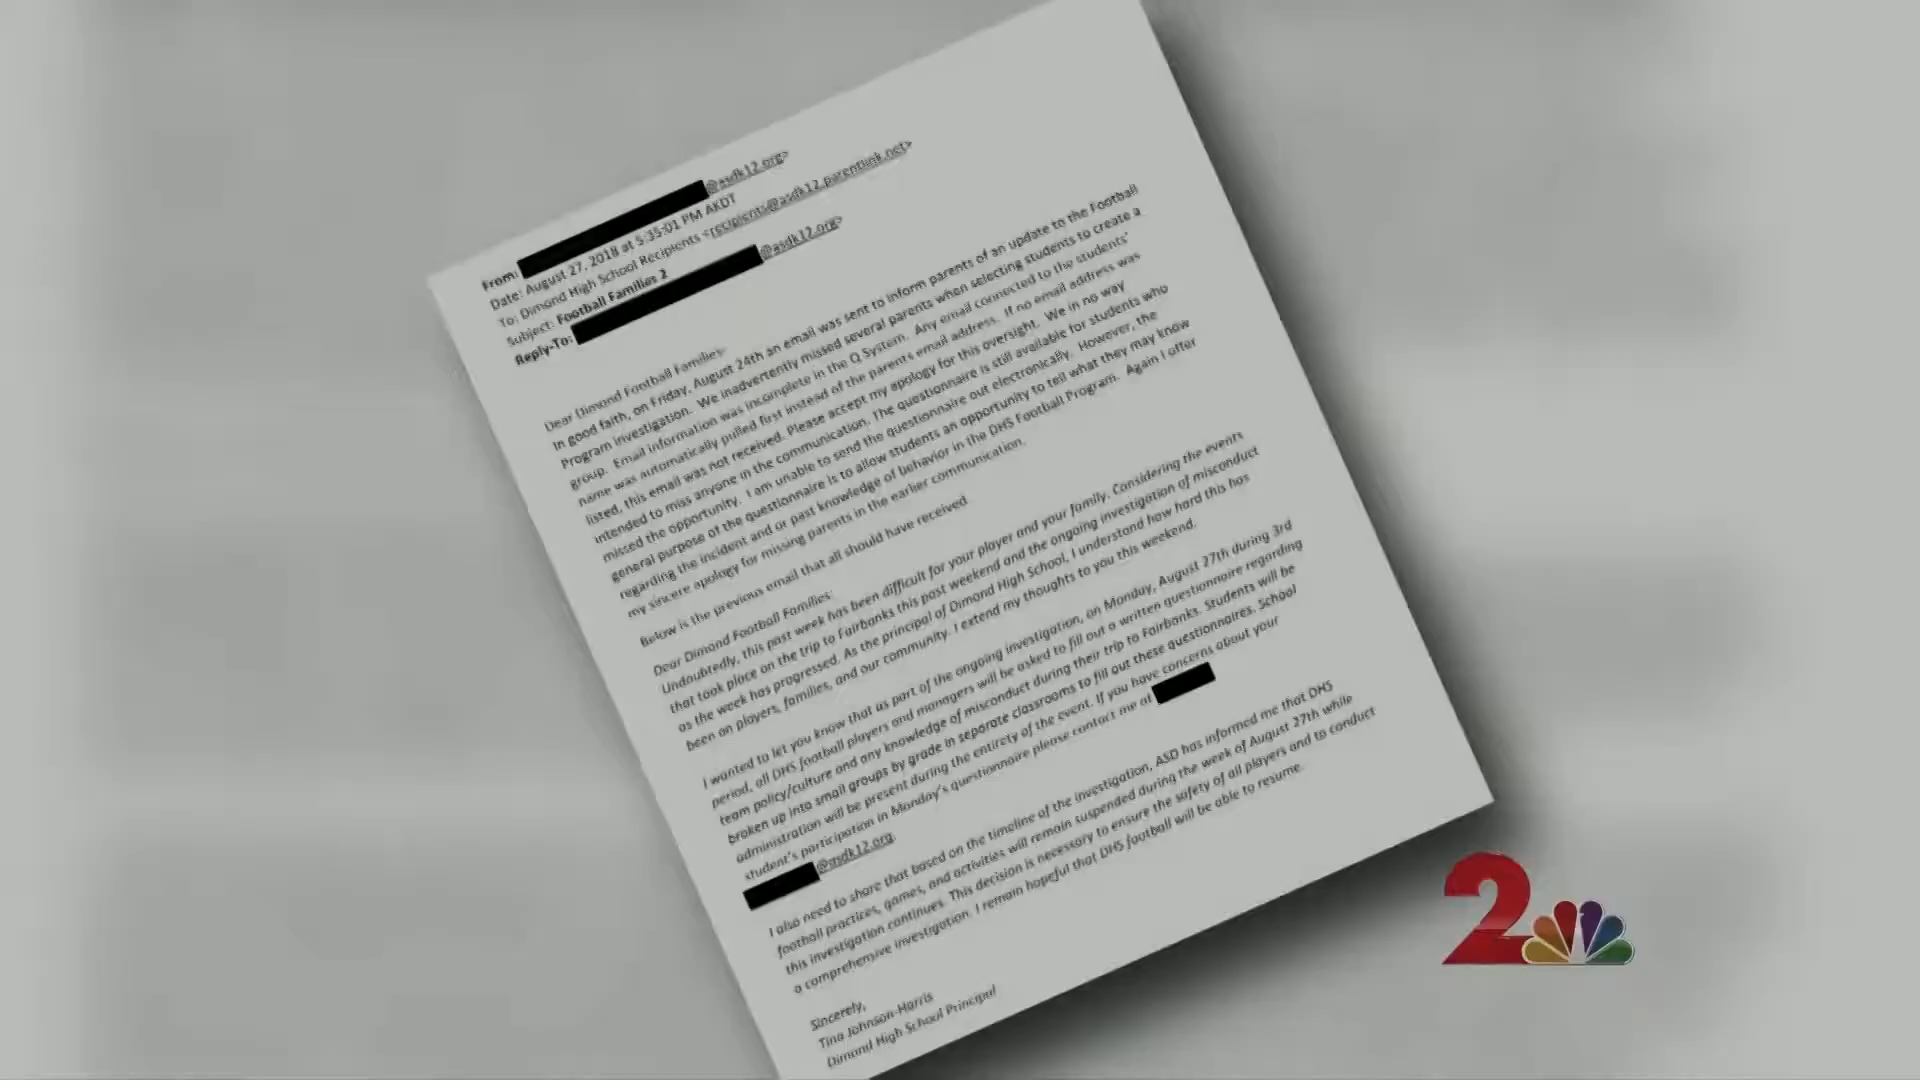 From: @asdk12.org>
Date: August 27, 2018 at 5:35:01 PM AKDT
To: Dimond High School Recipients <recipients@asdk12.parentlink.net>
Subject: Football Families 2
Reply-To: @asdk12.org>
Dear Dimond Football Families:
In good faith, on Friday, August 24th an email was sent to inform parents of an update to the Football
Program investigation. We inadvertently missed several parents when selecting students to create a
group. Email information was incomplete in the Q System. Any email connected to the students'
name was automatically pulled first instead of the parents email address. If no email address was
listed, this email was not received. Please accept my apology for this oversight. We in no way
intended to miss anyone in the communication. The questionnaire is still available for students who
missed the opportunity. I am unable to send the questionnaire out electronically. However, the
general purpose of the questionnaire is to allow students an opportunity to tell what they may know
regarding the incident and or past knowledge of behavior in the DHS Football Program. Again I offer
my sincere apology for missing parents in the earlier communication.
Below is the previous email that all should have received
Dear Dimond Football Families:
Undoubtedly, this past week has been difficult for your player and your family. Considering the events
that took place on the trip to Fairbanks this past weekend and the ongoing investigation of misconduct
as the week has progressed. As the principal of Dimond High School, I understand how hard this has
been on players, families, and our community. I extend my thoughts to you this weekend.
I wanted to let you know that as part of the ongoing investigation, on Monday, August 27th during 3rd
period, all DHS football players and managers will be asked to fill out a written questionnaire regarding
team policy/culture and any knowledge of misconduct during their trip to Fairbanks. Students will be
broken up into small groups by grade in separate classrooms to fill out these questionnaires. School
administration will be present during the entirety of the event. If you have concerns about your
student's participation in Monday's questionnaire please contact me at
@asdk12.org.
I also need to share that based on the timeline of the investigation, ASD has informed me that DHS
football practices, games, and activities will remain suspended during the week of August 27th while
this investigation continues. This decision is necessary to ensure the safety of all players and to conduct
a comprehensive investigation. I remain hopeful that DHS football will be able to resume.
Sincerely,
Tina Johnson-Harris
Dimond High School Principal
2